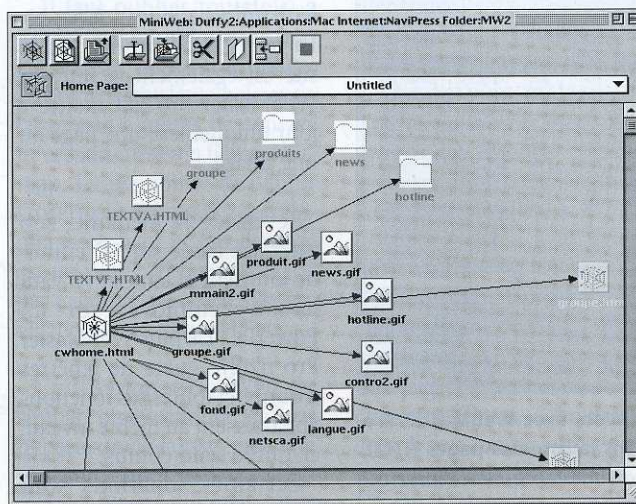 MiniWeb: Duffy2:Applications:Mac Internet:NaviPress Folder:MW2
Home Page:
Untitled
produits
news
groupe
hotline
TEXTVA.HTML
produit.gif
TEXTVF.HTML
mmain2.gif
news.gif
hotline.gif
cwhome.html
groupe.gif
contro2.gif
fond.gif
langue.gif
netsca.gif